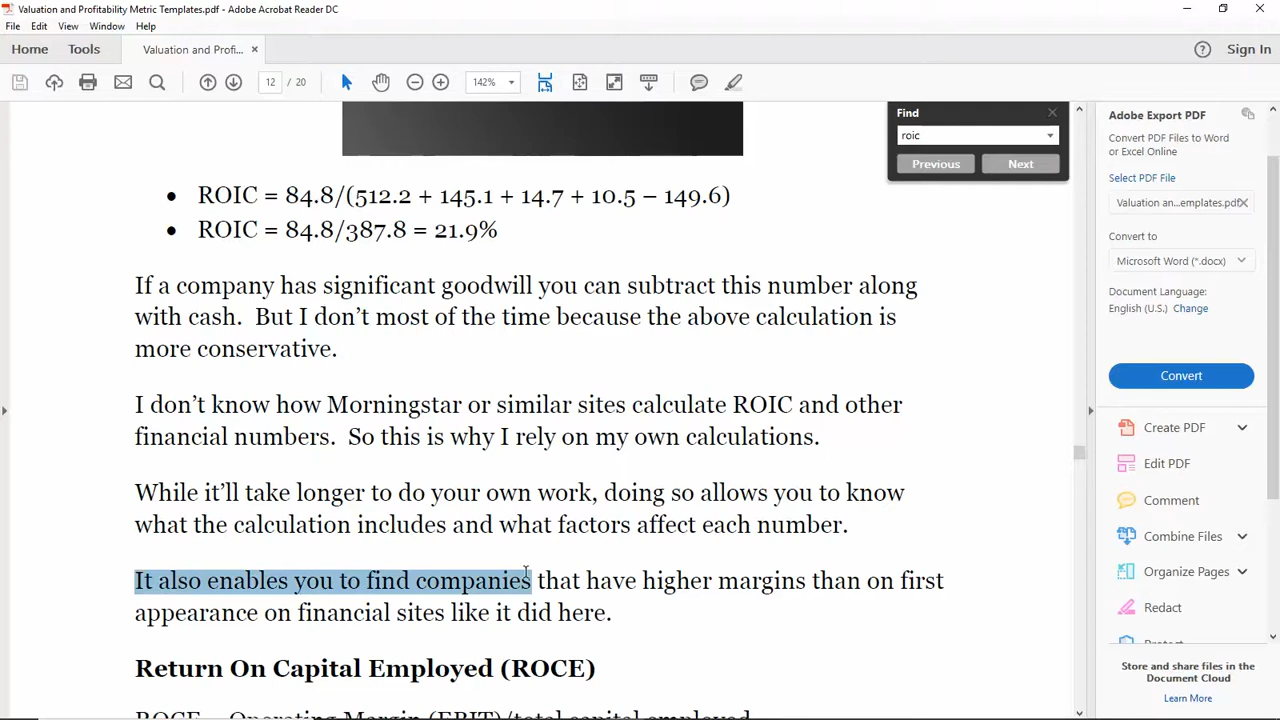 Valuation and Profitability Metric Templates.pdf - Adobe Acrobat Reader DC
File Edit View Window Help
Home Tools Valuation and Profi... × Sign In
12 / 20 142%
Find
roic
Previous Next
• ROIC = 84.8/(512.2 + 145.1 + 14.7 + 10.5 – 149.6)
• ROIC = 84.8/387.8 = 21.9%
If a company has significant goodwill you can subtract this number along
with cash.  But I don’t most of the time because the above calculation is
more conservative.
I don’t know how Morningstar or similar sites calculate ROIC and other
financial numbers.  So this is why I rely on my own calculations.
While it’ll take longer to do your own work, doing so allows you to know
what the calculation includes and what factors affect each number.
It also enables you to find companies that have higher margins than on first
appearance on financial sites like it did here.
Return On Capital Employed (ROCE)
ROCE = Operating Margin (EBIT)/total capital employed
Adobe Export PDF
Convert PDF Files to Word
or Excel Online
Select PDF File
Valuation an...emplates.pdf
Convert to
Microsoft Word (*.docx)
Document Language:
English (U.S.) Change
Convert
Create PDF
Edit PDF
Comment
Combine Files
Organize Pages
Redact
Protect
Store and share files in the
Document Cloud
Learn More